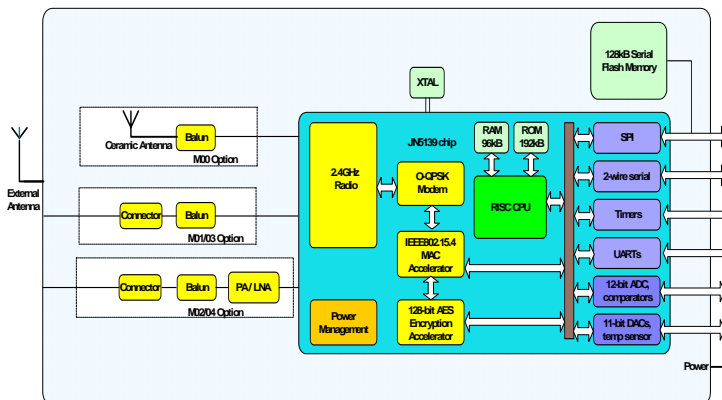 128kB Serial
Flash Memory
XTAL
Ceramic Antenna
Balun
M00 Option
External
Antenna
Connector
Balun
M01/03 Option
Connector
Balun
PA / LNA
M02/04 Option
JN5139 chip
2.4GHz
Radio
Power
Management
O-QPSK
Modem
IEEE802.15.4
MAC
Accelerator
128-bit AES
Encryption
Accelerator
RAM
96kB
ROM
192kB
RISC CPU
SPI
2-wire serial
Timers
UARTs
12-bit ADC,
comparators
11-bit DACs,
temp sensor
Power